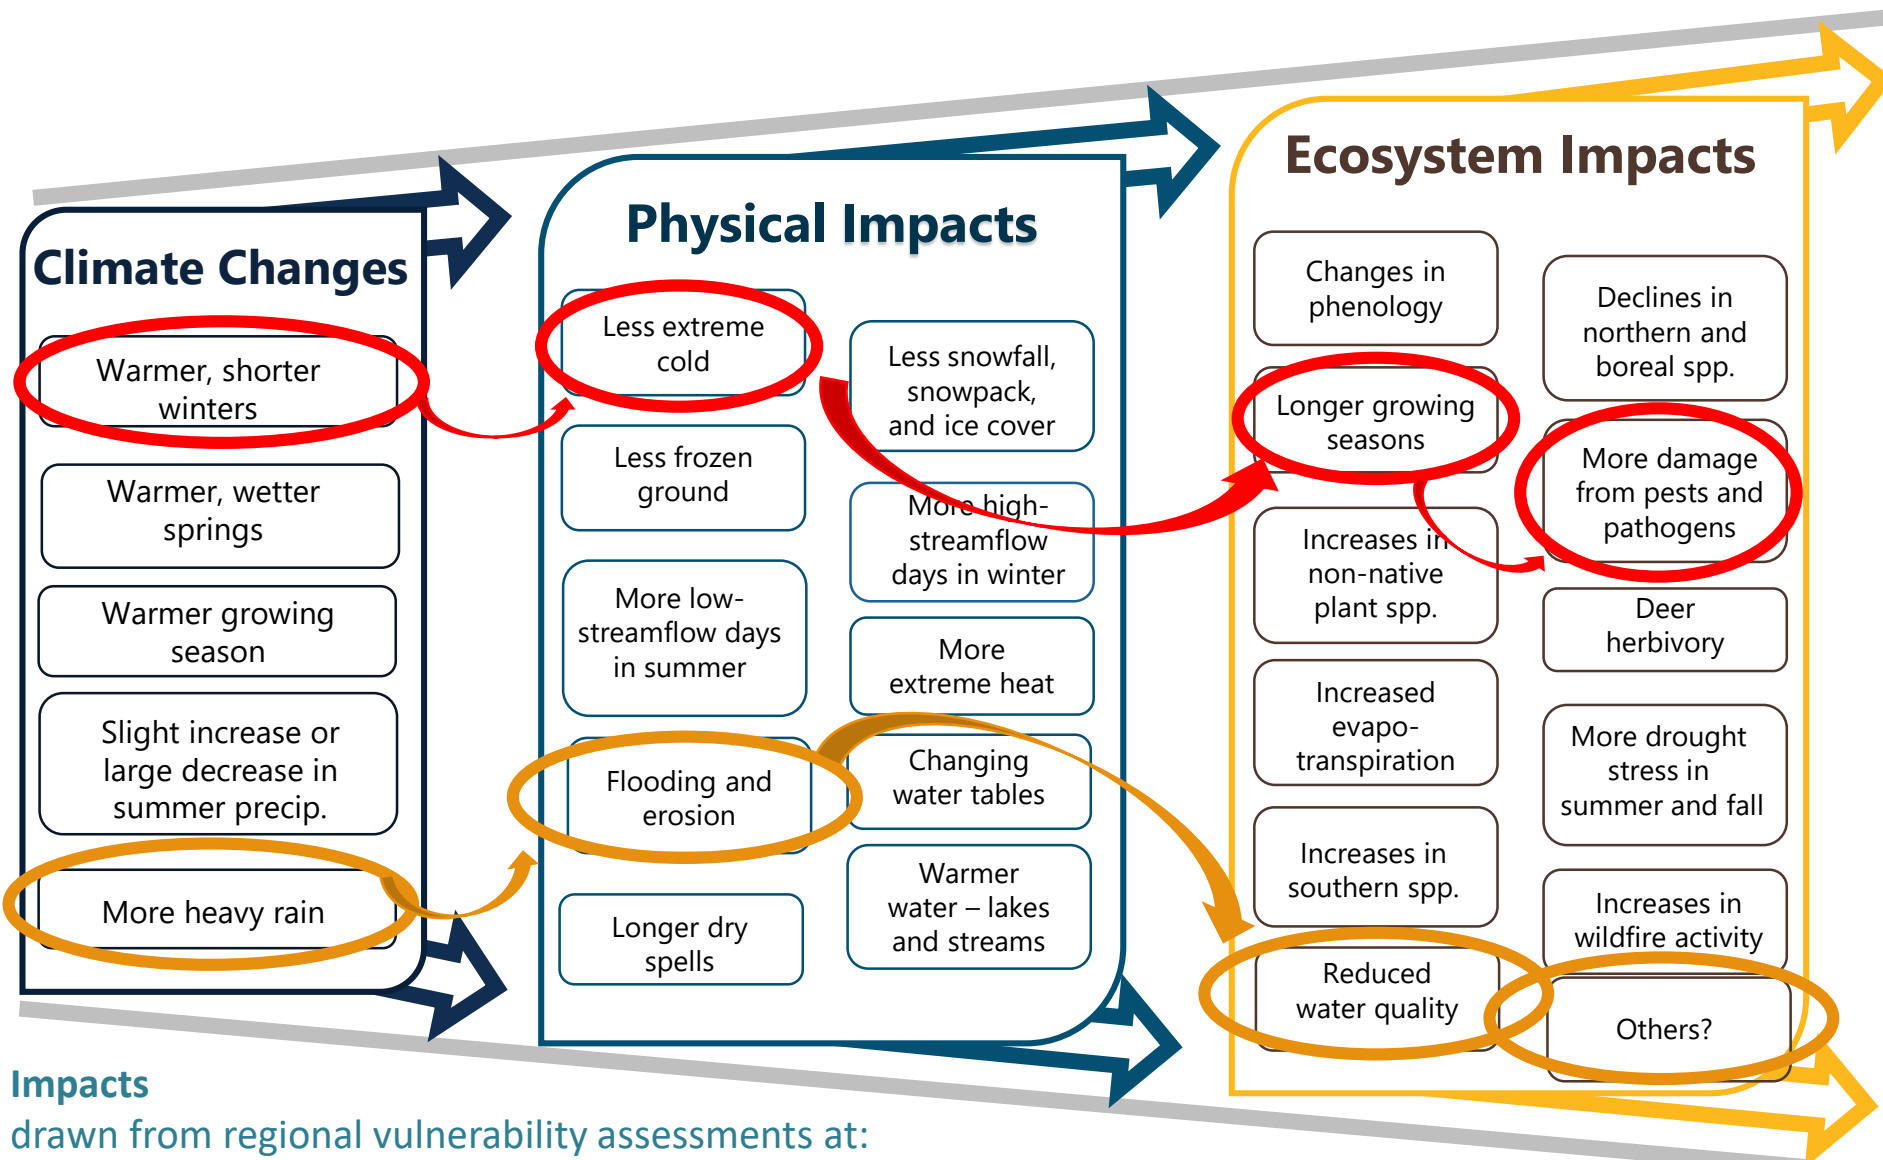 Climate Changes
Warmer, shorter
winters
Warmer, wetter
springs
Warmer growing
season
Slight increase or
large decrease in
summer precip.
More heavy rain
Physical Impacts
Less extreme
cold
Less frozen
ground
More low-
streamflow days
in summer
Flooding and
erosion
Longer dry
spells
Less snowfall,
snowpack,
and ice cover
More high-
streamflow
days in winter
More
extreme heat
Changing
water tables
Warmer
water – lakes
and streams
Ecosystem Impacts
Changes in
phenology
Longer growing
seasons
Increases in
non-native
plant spp.
Increased
evapo-
transpiration
Increases in
southern spp.
Reduced
water quality
Declines in
northern and
boreal spp.
More damage
from pests and
pathogens
Deer
herbivory
More drought
stress in
summer and fall
Increases in
wildfire activity
Others?
Impacts
drawn from regional vulnerability assessments at: